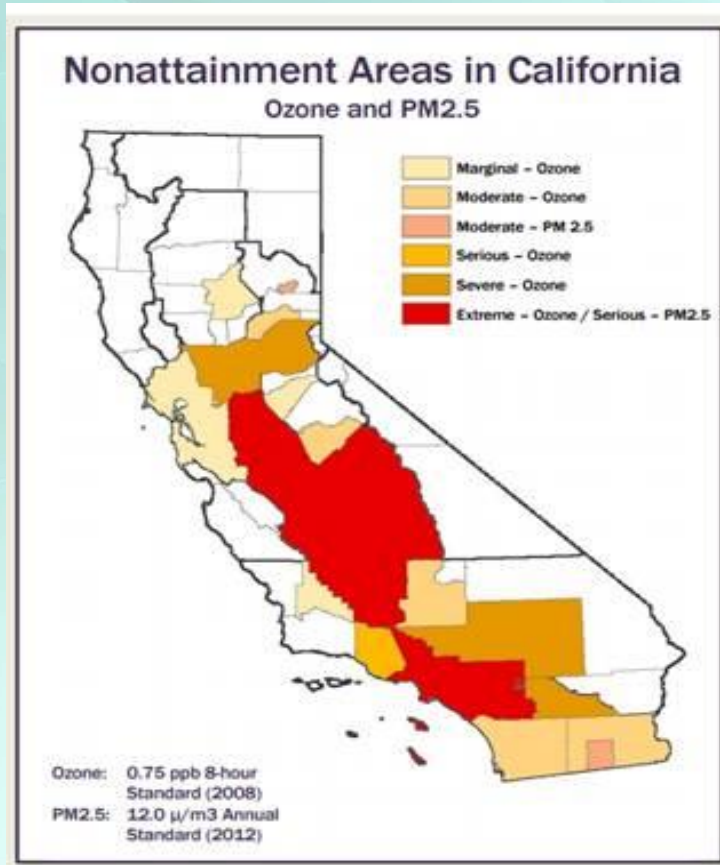 Nonattainment Areas in California
Ozone and PM2.5
Marginal – Ozone
Moderate – Ozone
Moderate – PM 2.5
Serious – Ozone
Severe – Ozone
Extreme – Ozone / Serious – PM2.5
Ozone: 0.75 ppb 8-hour
Standard (2008)
PM2.5: 12.0 µ/m3 Annual
Standard (2012)